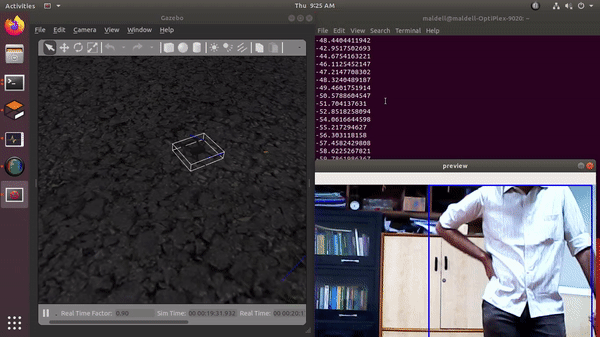 Activities
Thu 9:25 AM
Gazebo
File Edit Camera View Window Help
Real Time Factor: 0.90 Sim Time: 00 00:19:31.932 Real Time: 00 00:20:1
maldeli@maldeli-OptiPlex-9020: ~
File Edit View Search Terminal Help
-48.4404411942
-42.9517502693
-44.6754163221
-46.1125452147
-47.2147708302
-48.3240489187
-49.4601751914
-50.5788604547
-51.704137631
-52.8518258094
-54.0616644598
-55.217294627
-56.303118158
-57.4582429808
-58.6225267021
-59.7861986367
preview